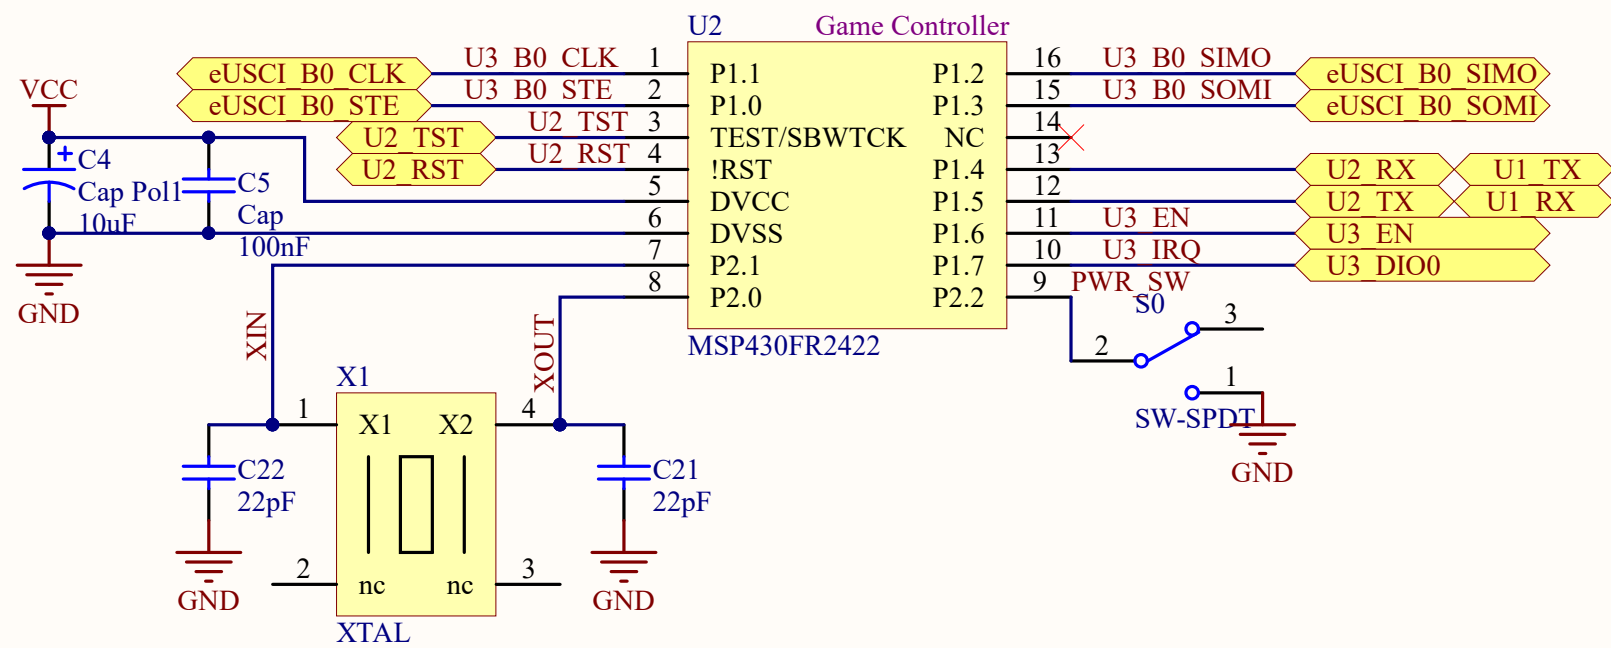 U2 Game Controller
U3_B0_CLK 1 16 U3_B0_SIMO
eUSCI_B0_CLK P1.1 P1.2 eUSCI_B0_SIMO
VCC U3_B0_STE 2 15 U3_B0_SOMI
eUSCI_B0_STE P1.0 P1.3 eUSCI_B0_SOMI
U2_TST 3 14
U2_TST TEST/SBWTCK NC
U2_RST 4 13
+ C4 U2_RST !RST P1.4 U2_RX U1_TX
C5 5 12
Cap Pol1 DVCC P1.5 U2_TX U1_RX
10uF Cap 6 11 U3_EN
DVSS P1.6 U3_EN
100nF 7 10 U3_IRQ
P2.1 P1.7 U3_DIO0
8 9 PWR_SW
P2.0 P2.2 S0
GND 3
XIN XOUT MSP430FR2422 2
X1 1
1 4 SW-SPDT
X1 X2
C22 C21 GND
22pF 22pF
2 3
nc nc
GND GND
XTAL